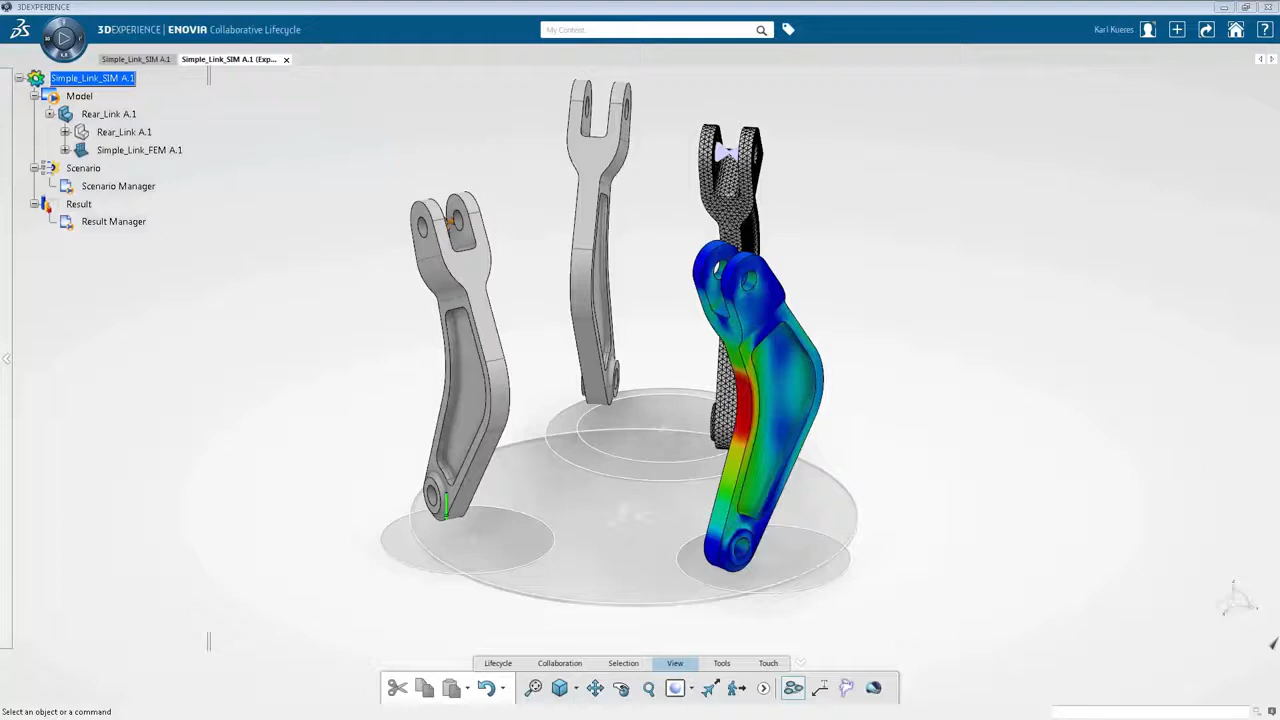 3DEXPERIENCE
3DEXPERIENCE | ENOVIA Collaborative Lifecycle
My Content
Karl Kueres
Simple_Link_SIM A.1
Simple_Link_SIM A.1 (Exp...
Simple_Link_SIM A.1
Model
Rear_Link A.1
Rear_Link A.1
Simple_Link_FEM A.1
Scenario
Scenario Manager
Result
Result Manager
Lifecycle
Collaboration
Selection
View
Tools
Touch
Select an object or a command